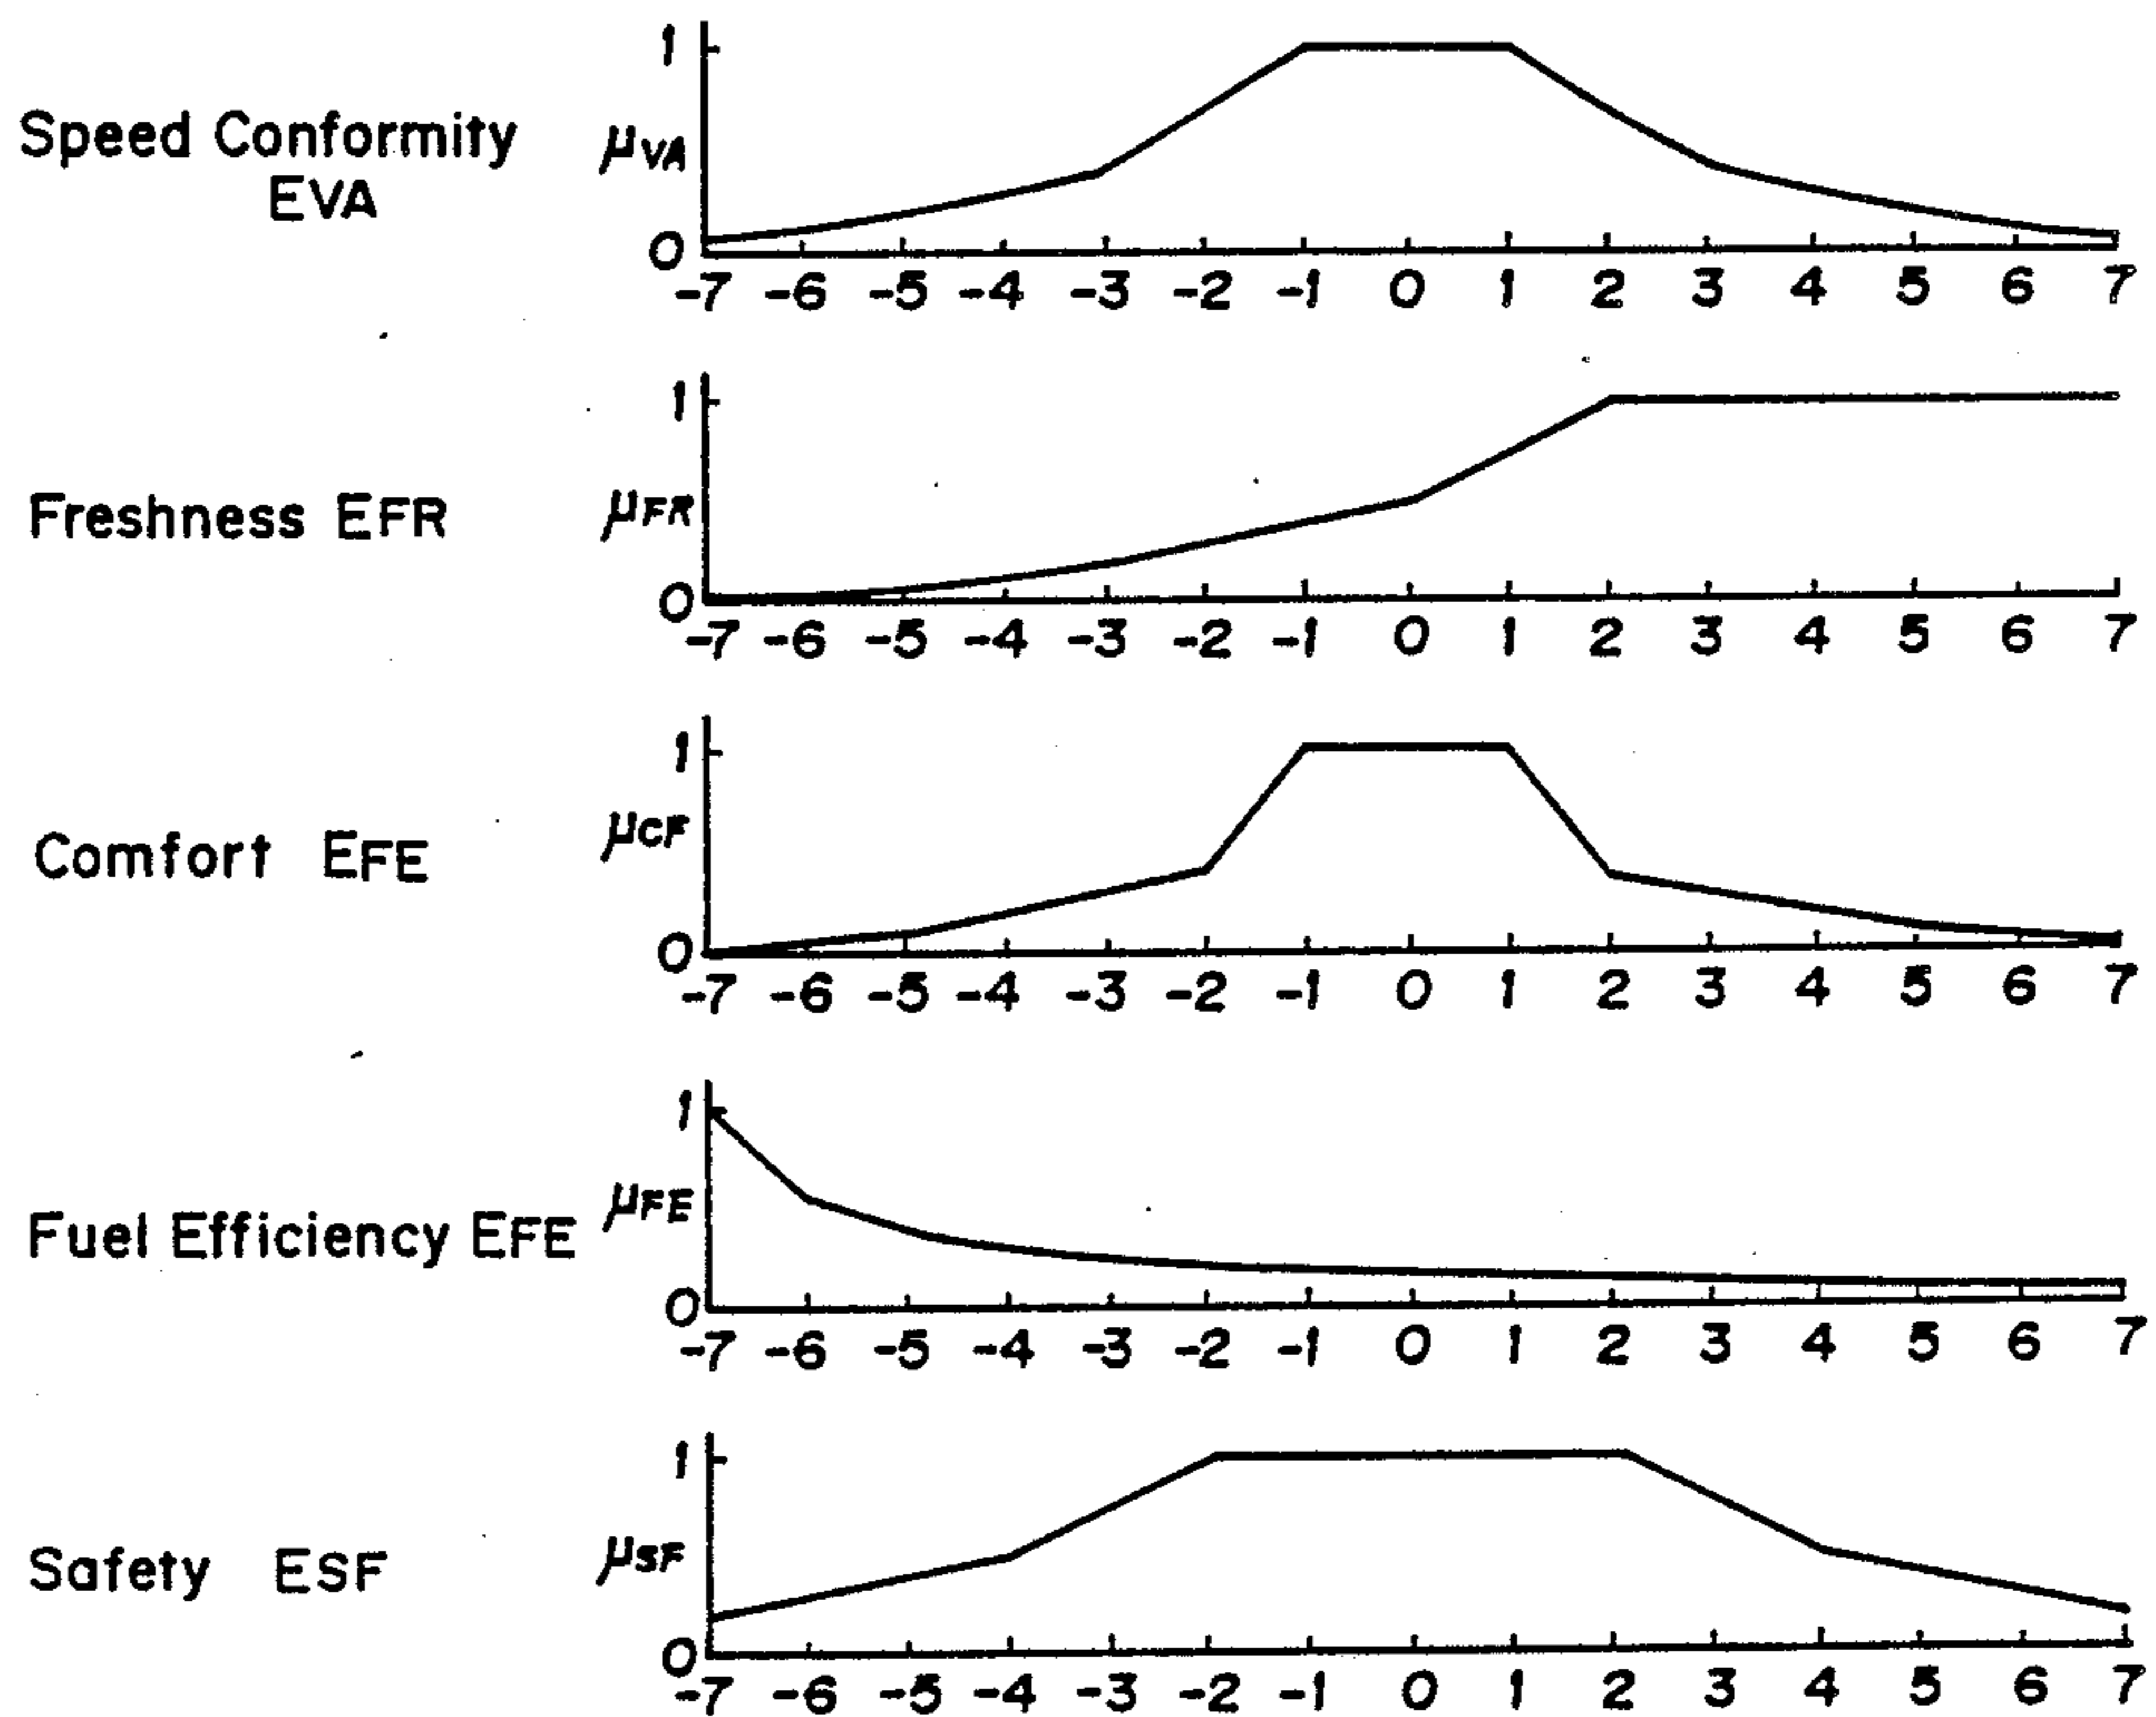 1
Speed Conformity
EVA
μVA
0
-7 -6 -5 -4 -3 -2 -1 0 1 2 3 4 5 6 7
1
Freshness EFR
μFR
0
-7 -6 -5 -4 -3 -2 -1 0 1 2 3 4 5 6 7
1
μCF
Comfort EFE
0
-7 -6 -5 -4 -3 -2 -1 0 1 2 3 4 5 6 7
1
μFE
Fuel Efficiency EFE
0
-7 -6 -5 -4 -3 -2 -1 0 1 2 3 4 5 6 7
1
μSF
Safety ESF
0
-7 -6 -5 -4 -3 -2 -1 0 1 2 3 4 5 6 7